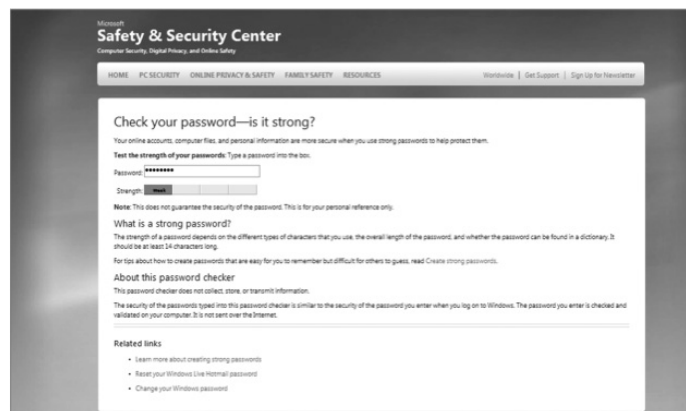 Microsoft
Safety & Security Center
Computer Security, Digital Privacy, and Online Safety
HOME PC SECURITY ONLINE PRIVACY & SAFETY FAMILY SAFETY RESOURCES Worldwide | Get Support | Sign Up for Newsletter
Check your password—is it strong?
Your online accounts, computer files, and personal information are more secure when you use strong passwords to help protect them.
Test the strength of your passwords: Type a password into the box.
Password: ••••••••
Strength: Weak
Note: This does not guarantee the security of the password. This is for your personal reference only.
What is a strong password?
The strength of a password depends on the different types of characters that you use, the overall length of the password, and whether the password can be found in a dictionary. It
should be at least 14 characters long.
For tips about how to create passwords that are easy for you to remember but difficult for others to guess, read Create strong passwords.
About this password checker
This password checker does not collect, store, or transmit information.
The security of the passwords typed into this password checker is similar to the security of the password you enter when you log on to Windows. The password you enter is checked and
validated on your computer. It is not sent over the Internet.
Related links
• Learn more about creating strong passwords
• Reset your Windows Live Hotmail password
• Change your Windows password